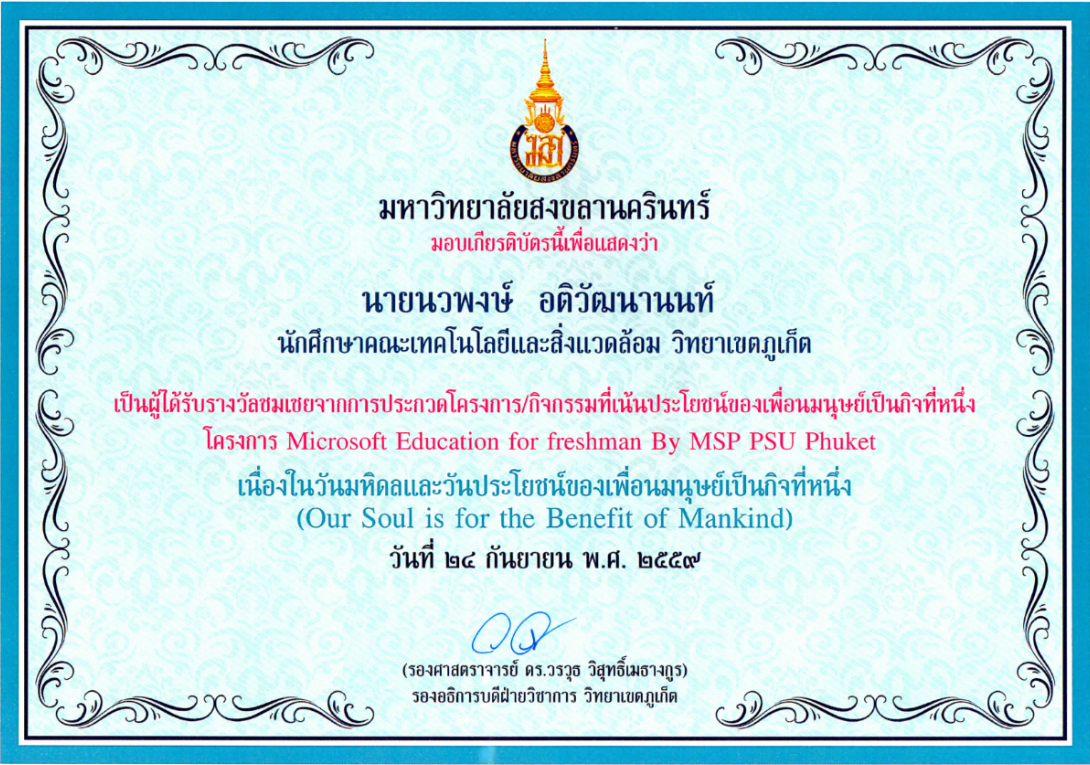 มหาวิทยาลัยสงขลานครินทร์
มอบเกียรติบัตรนี้เพื่อแสดงว่า
นายนวพงษ์ อติวัฒนานนท์
นักศึกษาคณะเทคโนโลยีและสิ่งแวดล้อม วิทยาเขตภูเก็ต
เป็นผู้ได้รับรางวัลชมเชยจากการประกวดโครงการ/กิจกรรมที่เน้นประโยชน์ของเพื่อนมนุษย์เป็นกิจที่หนึ่ง
โครงการ Microsoft Education for freshman By MSP PSU Phuket
เนื่องในวันมหิดลและวันประโยชน์ของเพื่อนมนุษย์เป็นกิจที่หนึ่ง
(Our Soul is for the Benefit of Mankind)
วันที่ ๒๔ กันยายน พ.ศ. ๒๕๕๙
(รองศาสตราจารย์ ดร.วรวุธ วิสุทธิ์เมธางกูร)
รองอธิการบดีฝ่ายวิชาการ วิทยาเขตภูเก็ต